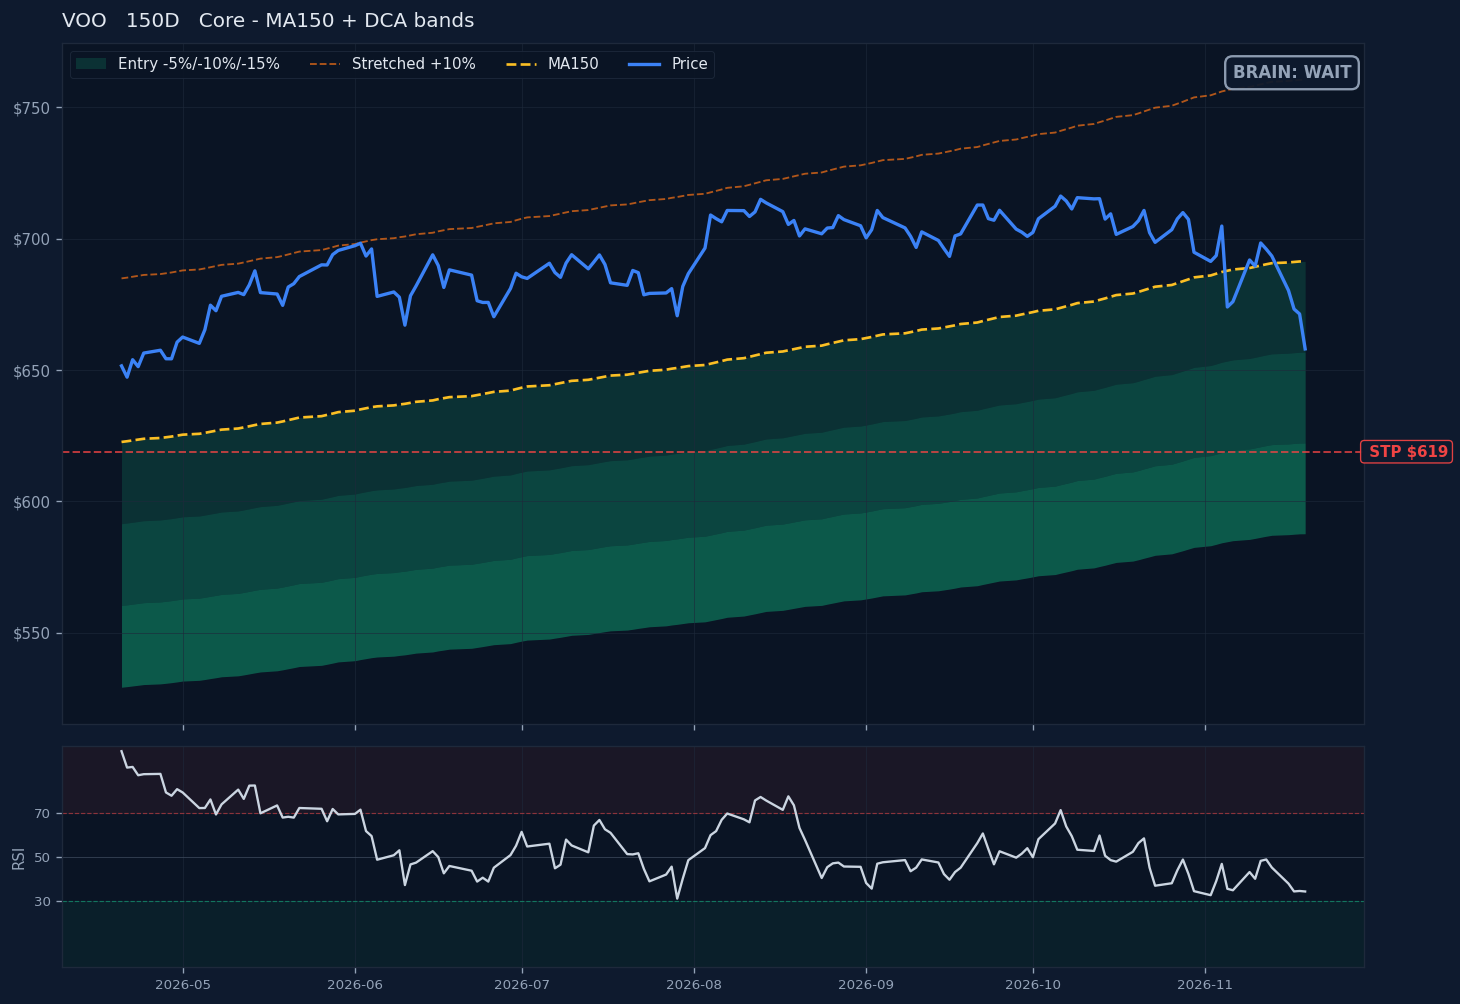 VOO   150D   Core - MA150 + DCA bands
Entry -5%/-10%/-15%   Stretched +10%   MA150   Price
BRAIN: WAIT
$750
$700
$650
$600
$550
STP $619
RSI
70
50
30
2026-05   2026-06   2026-07   2026-08   2026-09   2026-10   2026-11